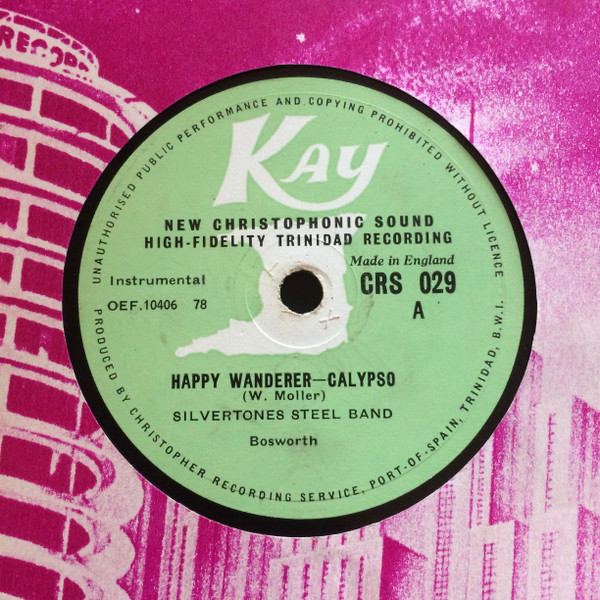 RECORD
UNAUTHORISED PUBLIC PERFORMANCE AND COPYING PROHIBITED WITHOUT LICENCE
KAY
NEW CHRISTOPHONIC SOUND
HIGH-FIDELITY TRINIDAD RECORDING
Made in England
Instrumental
CRS 029
OEF.10406 78
A
HAPPY WANDERER—CALYPSO
(W. Moller)
SILVERTONES STEEL BAND
Bosworth
PRODUCED BY CHRISTOPHER RECORDING SERVICE, PORT-OF-SPAIN, TRINIDAD, B.W.I.